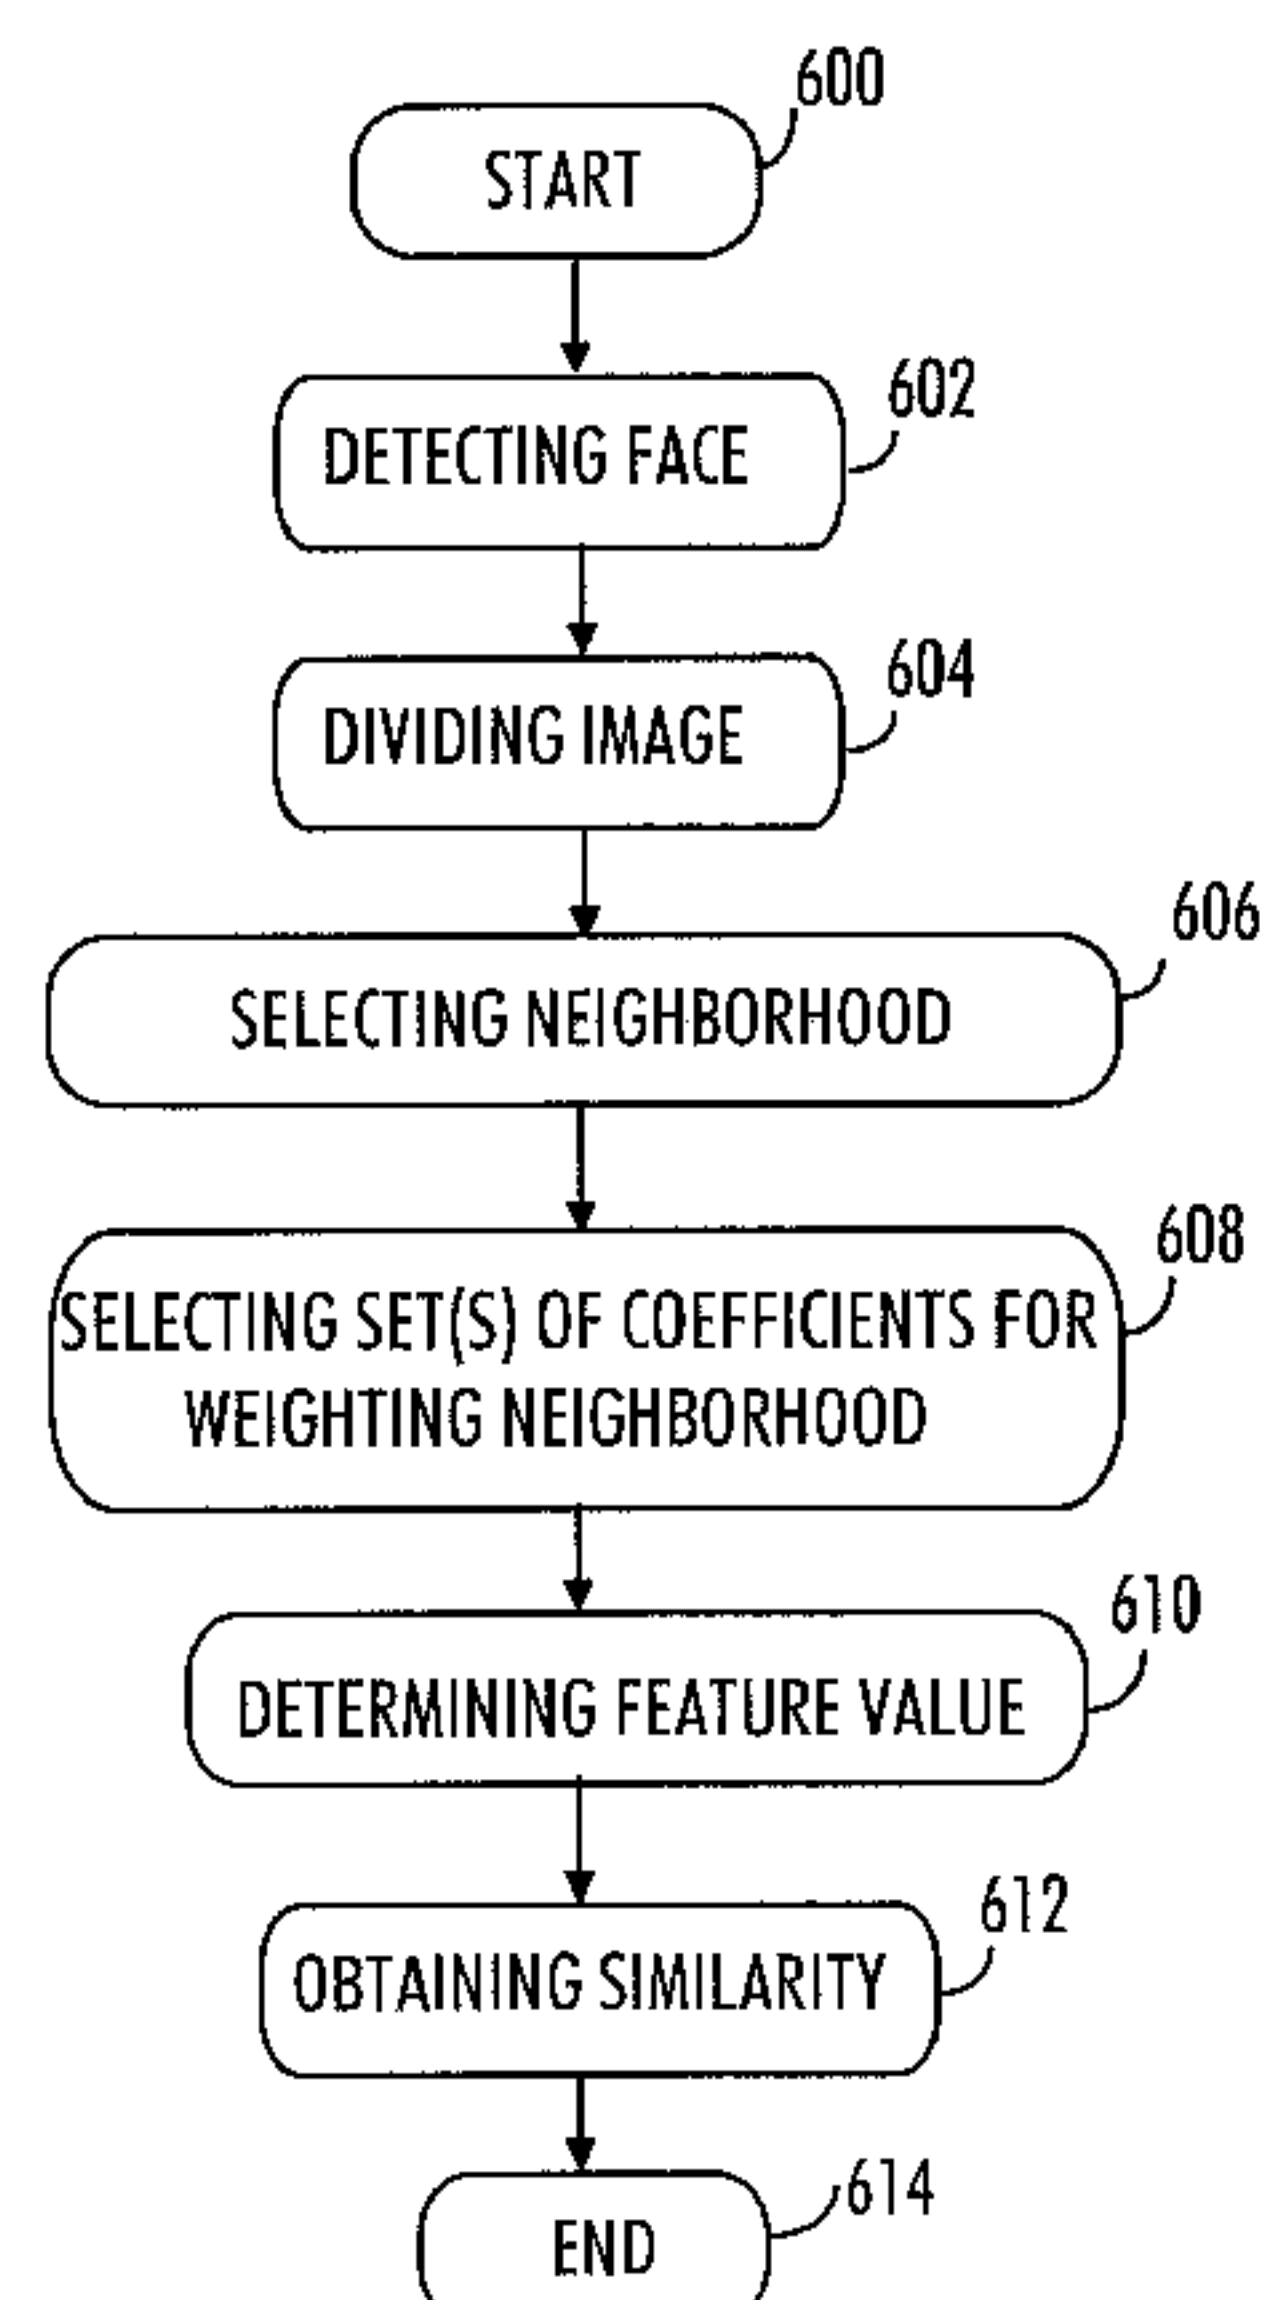 600
START
602
DETECTING FACE
604
DIVIDING IMAGE
606
SELECTING NEIGHBORHOOD
608
SELECTING SET(S) OF COEFFICIENTS FOR
WEIGHTING NEIGHBORHOOD
610
DETERMINING FEATURE VALUE
612
OBTAINING SIMILARITY
614
END